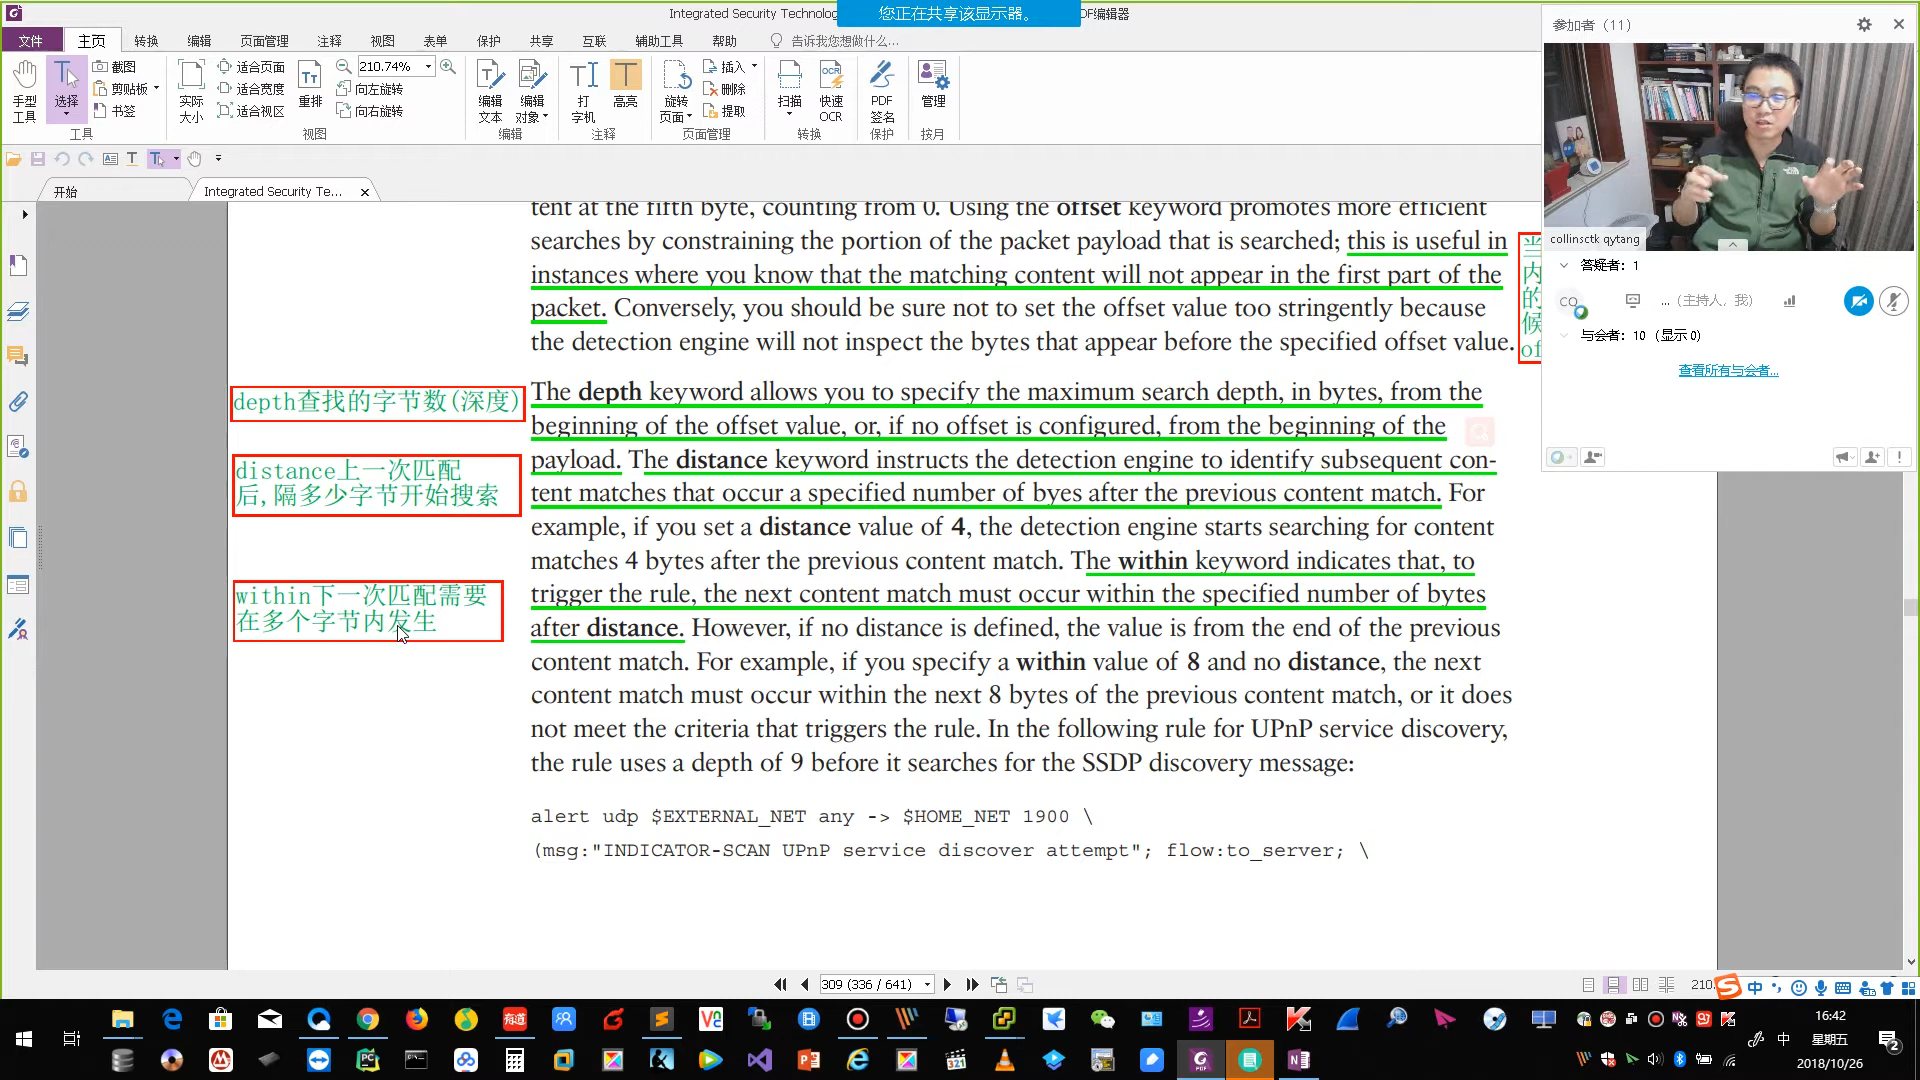 Integrated Security Technolog
您正在共享该显示器。
DF编辑器
文件 主页 转换 编辑 页面管理 注释 视图 表单 保护 共享 互联 辅助工具 帮助 告诉我您想做什么...
手型工具
选择
截图
剪贴板
书签
工具
实际大小
适合页面
适合宽度
适合视区
重排
210.74%
向左旋转
向右旋转
视图
编辑文本
编辑对象
编辑
打字机
高亮
注释
旋转页面
插入
删除
提取
页面管理
扫描
快速OCR
转换
PDF签名
保护
管理
按月
开始
Integrated Security Te...
tent at the fifth byte, counting from 0. Using the offset keyword promotes more efficient
searches by constraining the portion of the packet payload that is searched; this is useful in
instances where you know that the matching content will not appear in the first part of the
packet. Conversely, you should be sure not to set the offset value too stringently because
the detection engine will not inspect the bytes that appear before the specified offset value.
当
内
的
候
of
depth查找的字节数(深度)
The depth keyword allows you to specify the maximum search depth, in bytes, from the
beginning of the offset value, or, if no offset is configured, from the beginning of the
payload. The distance keyword instructs the detection engine to identify subsequent con-
tent matches that occur a specified number of byes after the previous content match. For
example, if you set a distance value of 4, the detection engine starts searching for content
matches 4 bytes after the previous content match. The within keyword indicates that, to
trigger the rule, the next content match must occur within the specified number of bytes
after distance. However, if no distance is defined, the value is from the end of the previous
content match. For example, if you specify a within value of 8 and no distance, the next
content match must occur within the next 8 bytes of the previous content match, or it does
not meet the criteria that triggers the rule. In the following rule for UPnP service discovery,
the rule uses a depth of 9 before it searches for the SSDP discovery message:
distance上一次匹配
后,隔多少字节开始搜索
within下一次匹配需要
在多个字节内发生
alert udp $EXTERNAL_NET any -> $HOME_NET 1900 \
(msg:"INDICATOR-SCAN UPnP service discover attempt"; flow:to_server; \
参加者 (11)
collinsctk qytang
答疑者: 1
CQ ... (主持人, 我)
与会者: 10 (显示 0)
查看所有与会者...
309 (336 / 641)
210.
中
16:42
中 星期五
2018/10/26
2